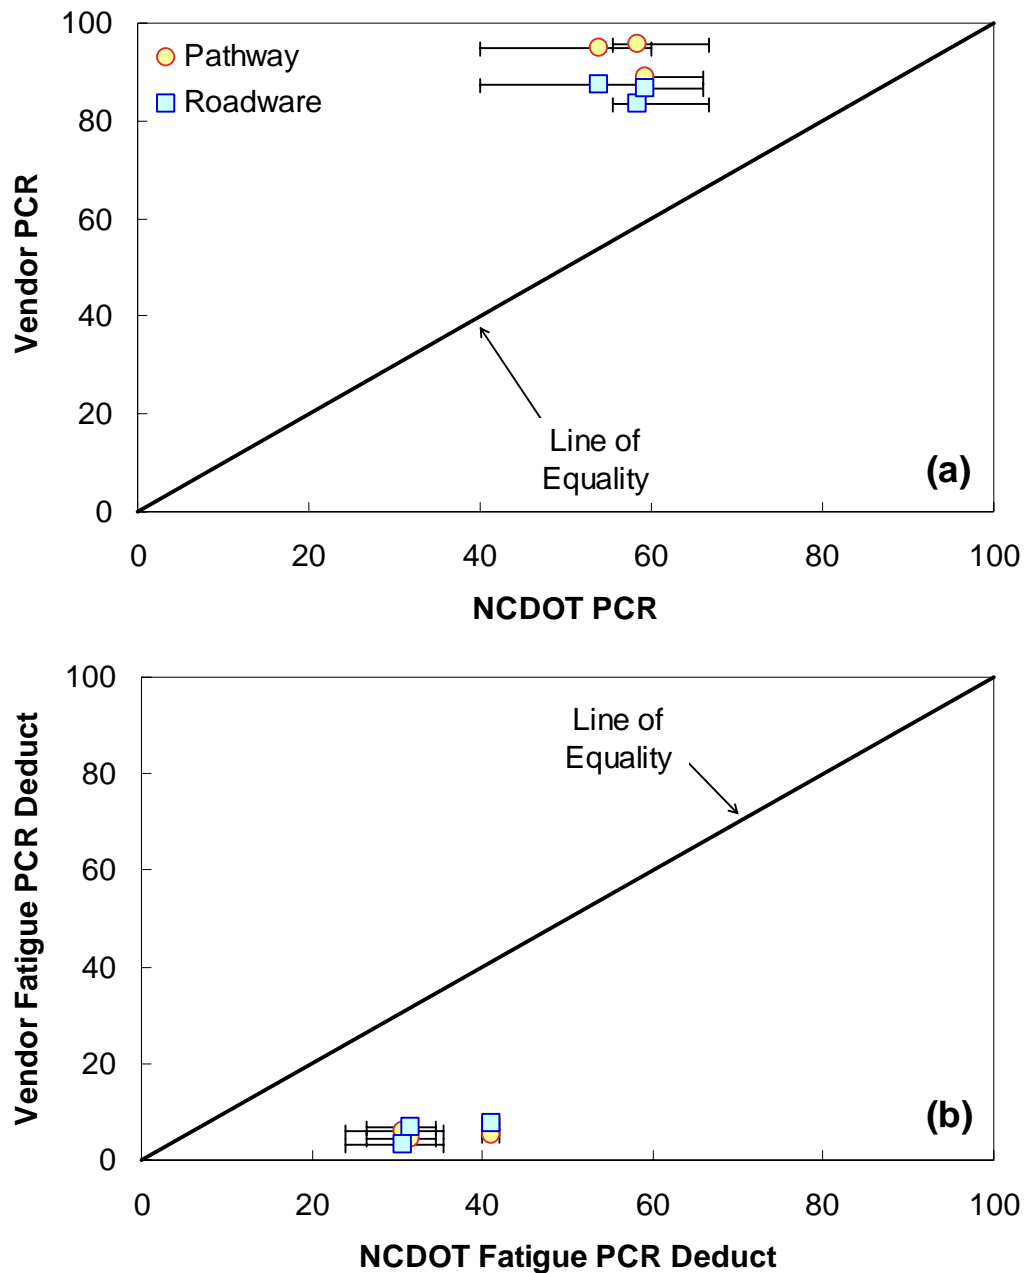 100
80
60
40
20
0
Vendor PCR
Pathway
Roadware
Line of
Equality
(a)
0 20 40 60 80 100
NCDOT PCR
100
80
60
40
20
0
Vendor Fatigue PCR Deduct
Line of
Equality
(b)
0 20 40 60 80 100
NCDOT Fatigue PCR Deduct